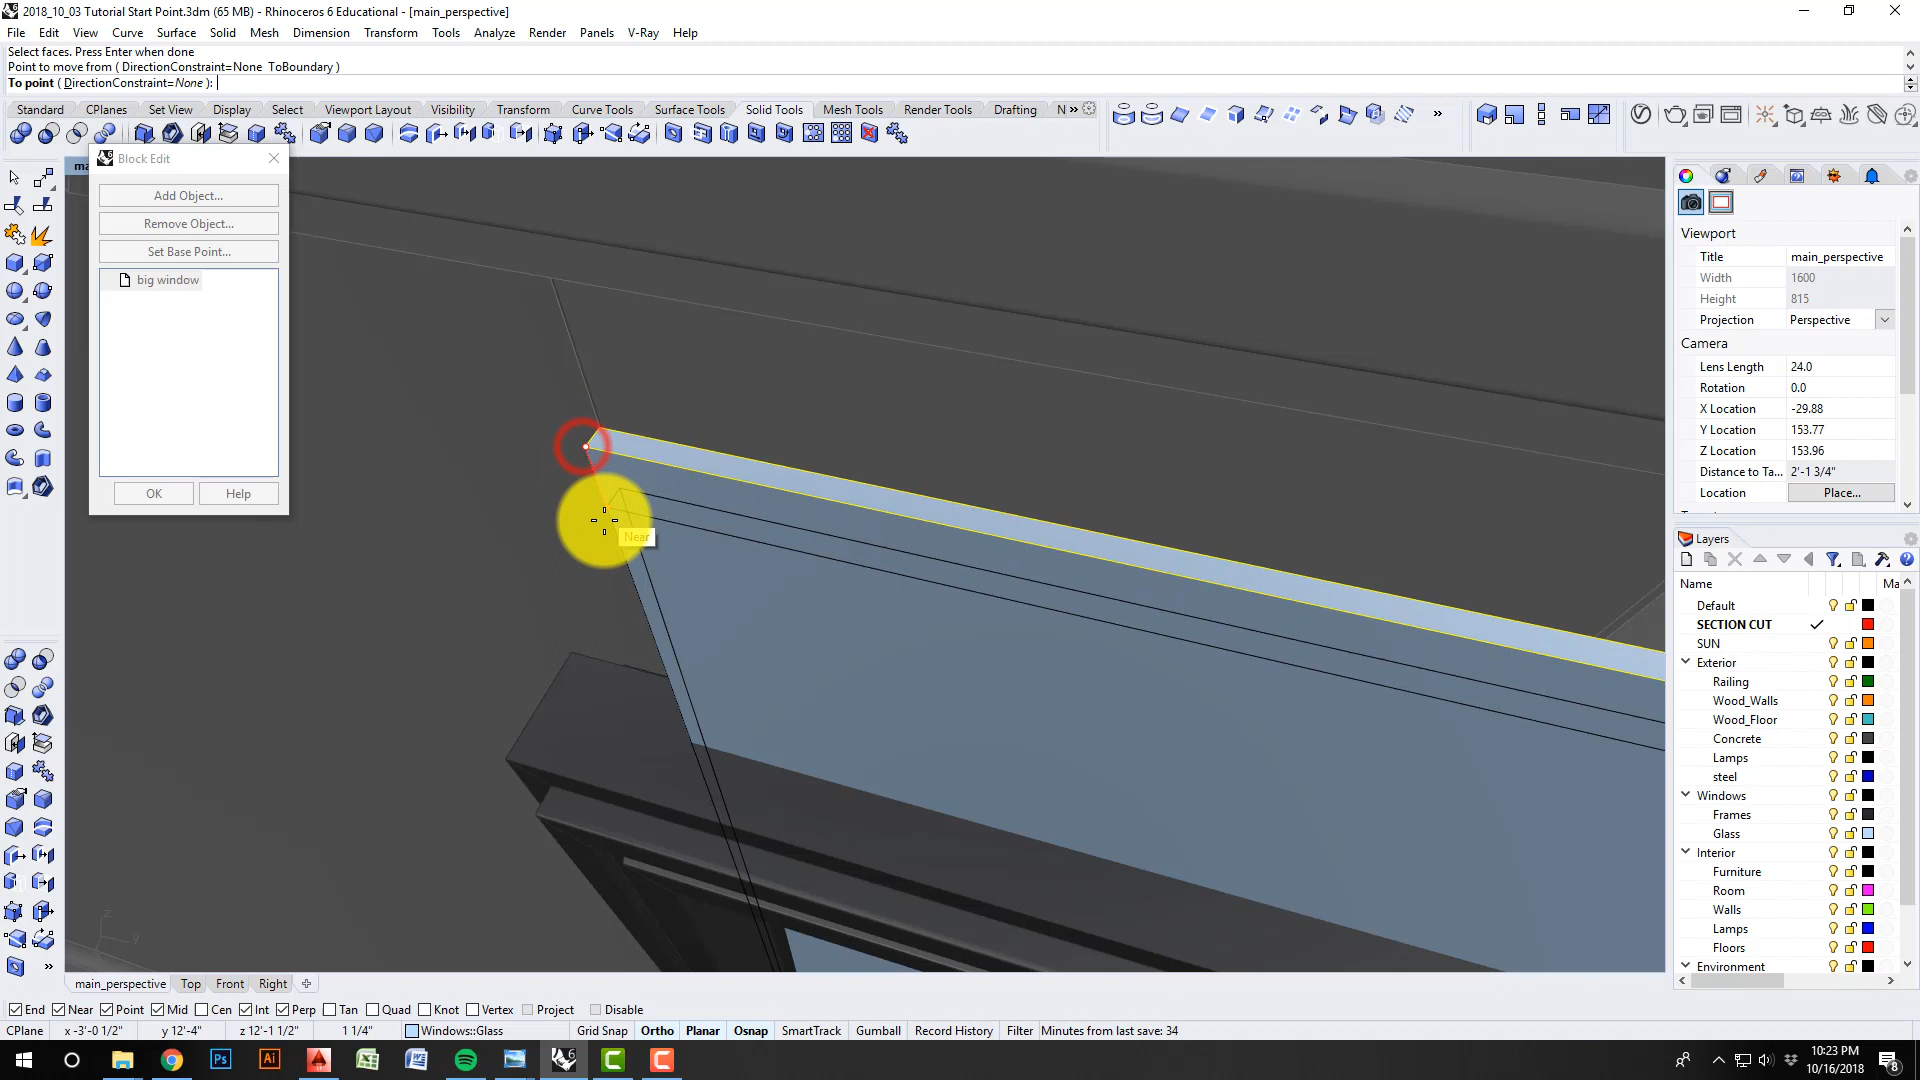 2018_10_03 Tutorial Start Point.3dm (65 MB) - Rhinoceros 6 Educational - [main_perspective]
File Edit View Curve Surface Solid Mesh Dimension Transform Tools Analyze Render Panels V-Ray Help
Select faces. Press Enter when done
Point to move from ( DirectionConstraint=None ToBoundary )
To point ( DirectionConstraint=None ):
Standard CPlanes Set View Display Select Viewport Layout Visibility Transform Curve Tools Surface Tools Solid Tools Mesh Tools Render Tools Drafting N »
Block Edit
Add Object...
Remove Object...
Set Base Point...
big window
OK Help
Near
z
y
Viewport
Title main_perspective
Width 1600
Height 815
Projection Perspective
Camera
Lens Length 24.0
Rotation 0.0
X Location -29.88
Y Location 153.77
Z Location 153.96
Distance to Ta... 2'-1 3/4"
Location Place...
Layers
Name Ma
Default
SECTION CUT
SUN
Exterior
Railing
Wood_Walls
Wood_Floor
Concrete
Lamps
steel
Windows
Frames
Glass
Interior
Furniture
Room
Walls
Lamps
Floors
Environment
main_perspective Top Front Right
End Near Point Mid Cen Int Perp Tan Quad Knot Vertex Project Disable
CPlane x -3'-0 1/2" y 12'-4" z 12'-1 1/2" 1 1/4" Windows::Glass Grid Snap Ortho Planar Osnap SmartTrack Gumball Record History Filter Minutes from last save: 34
10:23 PM
10/16/2018
8